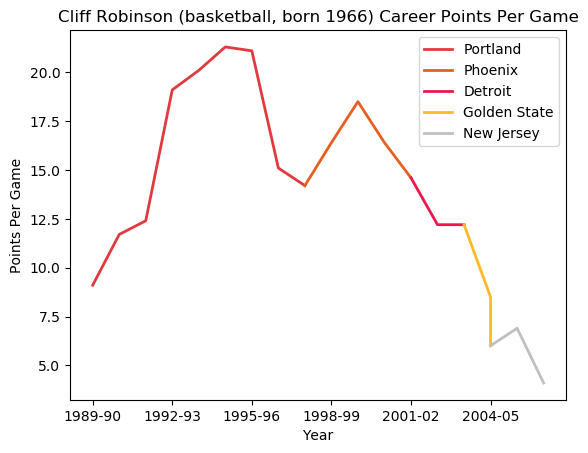 Cliff Robinson (basketball, born 1966) Career Points Per Game
Portland
Phoenix
Detroit
Golden State
New Jersey
20.0
17.5
15.0
12.5
10.0
7.5
5.0
Points Per Game
1989-90 1992-93 1995-96 1998-99 2001-02 2004-05
Year